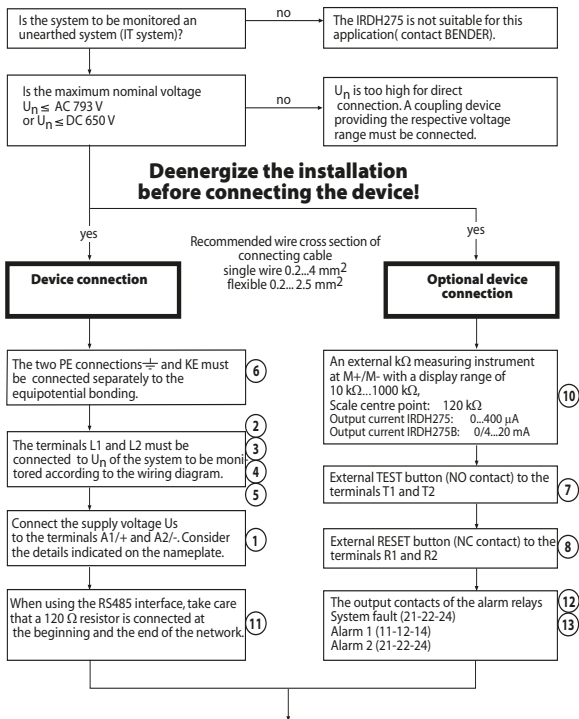 Is the system to be monitored an
unearthed system (IT system)?
no
The IRDH275 is not suitable for this
application( contact BENDER).
Is the maximum nominal voltage
Un ≤ AC 793 V
or Un ≤ DC 650 V
no
Un is too high for direct
connection. A coupling device
providing the respective voltage
range must be connected.
Deenergize the installation
before connecting the device!
yes
yes
Recommended wire cross section of
connecting cable
single wire 0.2...4 mm2
flexible 0.2... 2.5 mm2
Device connection
The two PE connections ⏚ and KE must
be connected separately to the
equipotential bonding.
6
The terminals L1 and L2 must be
connected to Un of the system to be moni-
tored according to the wiring diagram.
2
3
4
5
Connect the supply voltage Us
to the terminals A1/+ and A2/-. Consider
the details indicated on the nameplate.
1
When using the RS485 interface, take care
that a 120 Ω resistor is connected at
the beginning and the end of the network.
11
Optional device
connection
An external kΩ measuring instrument
at M+/M- with a display range of
10 kΩ...1000 kΩ,
Scale centre point: 120 kΩ
Output current IRDH275: 0...400 µA
Output current IRDH275B: 0/4...20 mA
10
External TEST button (NO contact) to the
terminals T1 and T2
7
External RESET button (NC contact) to the
terminals R1 and R2
8
The output contacts of the alarm relays
System fault (21-22-24)
Alarm 1 (11-12-14)
Alarm 2 (21-22-24)
12
13